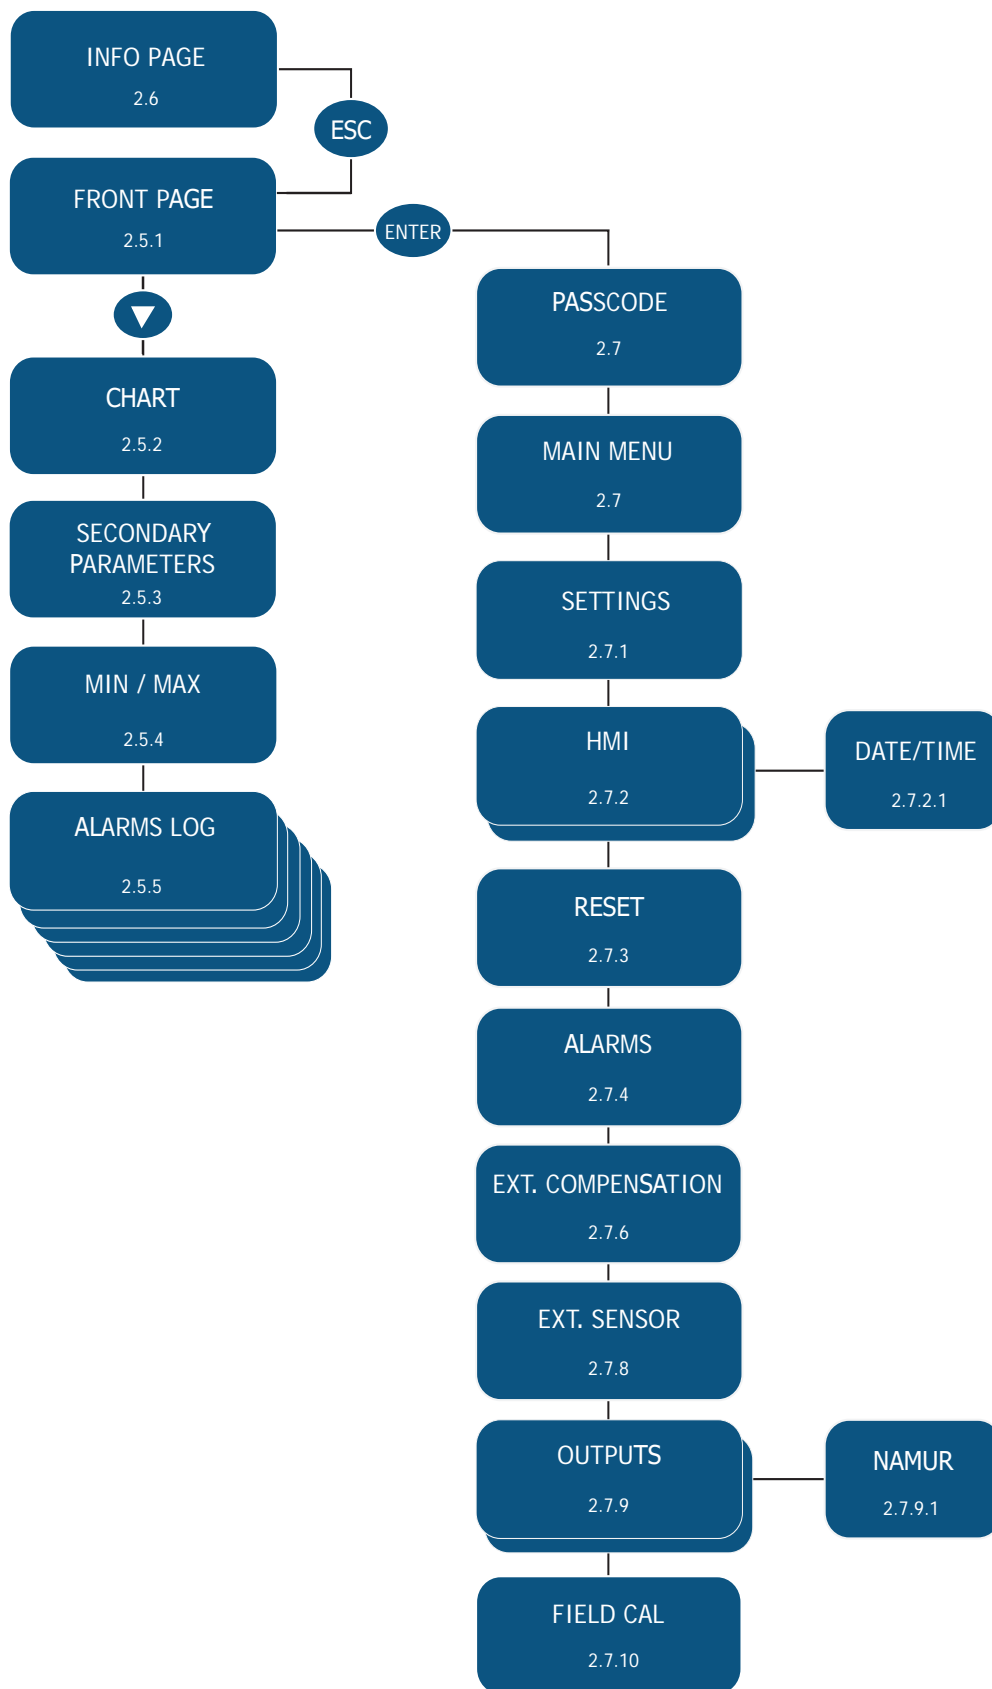 INFO PAGE
2.6
ESC
FRONT PAGE
2.5.1
ENTER
▼
CHART
2.5.2
SECONDARY
PARAMETERS
2.5.3
MIN / MAX
2.5.4
ALARMS LOG
2.5.5
PASSCODE
2.7
MAIN MENU
2.7
SETTINGS
2.7.1
HMI
2.7.2
DATE/TIME
2.7.2.1
RESET
2.7.3
ALARMS
2.7.4
EXT. COMPENSATION
2.7.6
EXT. SENSOR
2.7.8
OUTPUTS
2.7.9
NAMUR
2.7.9.1
FIELD CAL
2.7.10